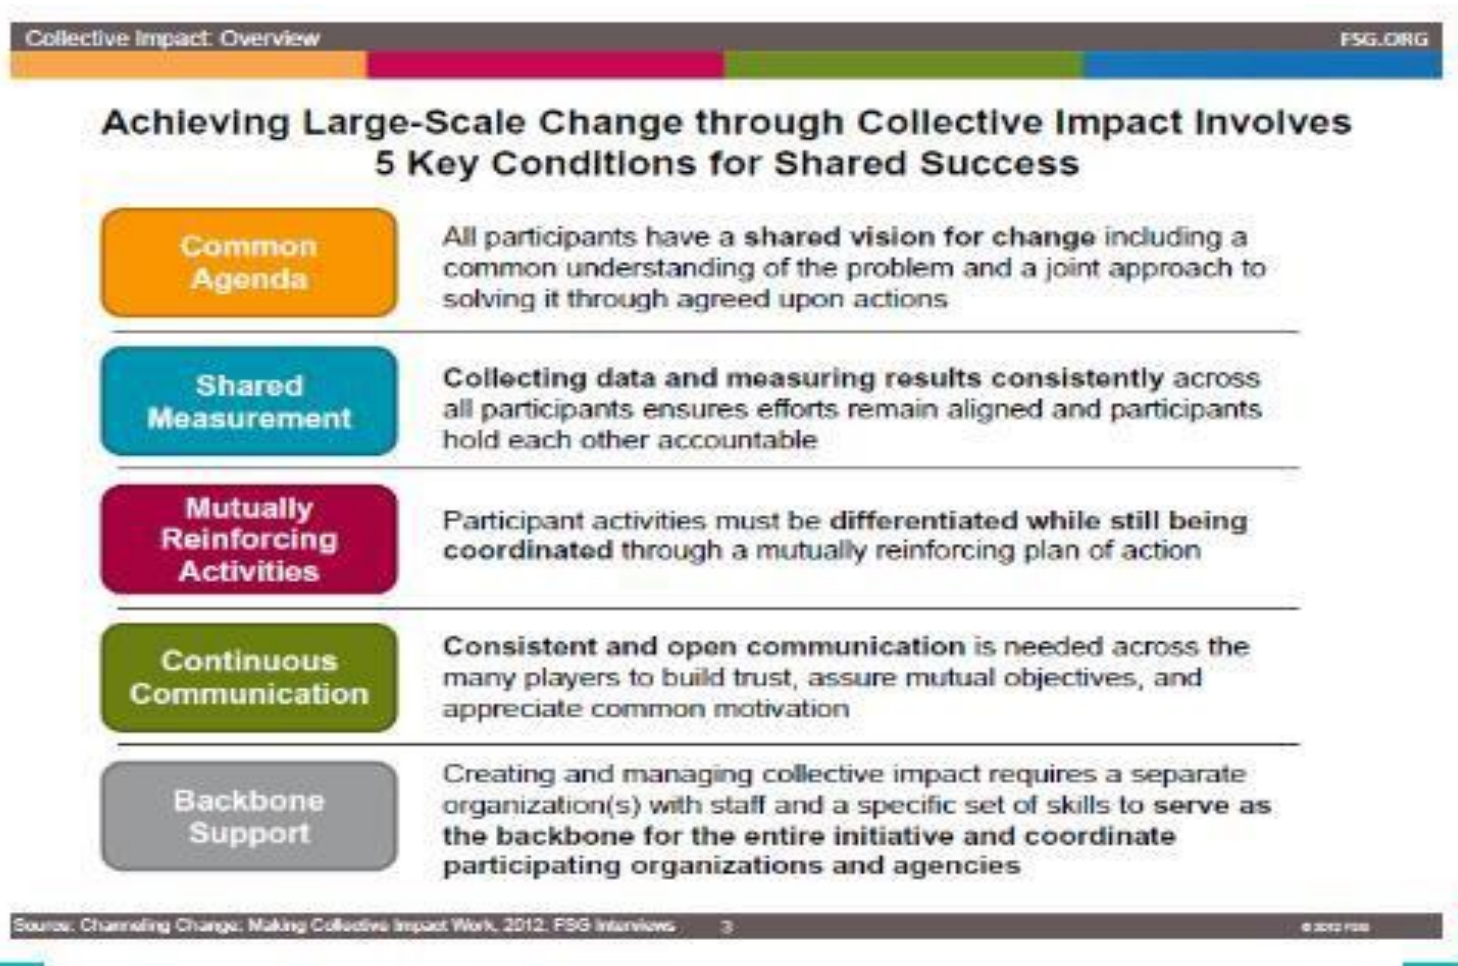 Collective Impact: Overview
FSG.ORG
Achieving Large-Scale Change through Collective Impact Involves
5 Key Conditions for Shared Success
Common
Agenda
All participants have a shared vision for change including a
common understanding of the problem and a joint approach to
solving it through agreed upon actions
Shared
Measurement
Collecting data and measuring results consistently across
all participants ensures efforts remain aligned and participants
hold each other accountable
Mutually
Reinforcing
Activities
Participant activities must be differentiated while still being
coordinated through a mutually reinforcing plan of action
Continuous
Communication
Consistent and open communication is needed across the
many players to build trust, assure mutual objectives, and
appreciate common motivation
Backbone
Support
Creating and managing collective impact requires a separate
organization(s) with staff and a specific set of skills to serve as
the backbone for the entire initiative and coordinate
participating organizations and agencies
Source: Channeling Change: Making Collective Impact Work, 2012; FSG Interviews
3
© 2012 FSG